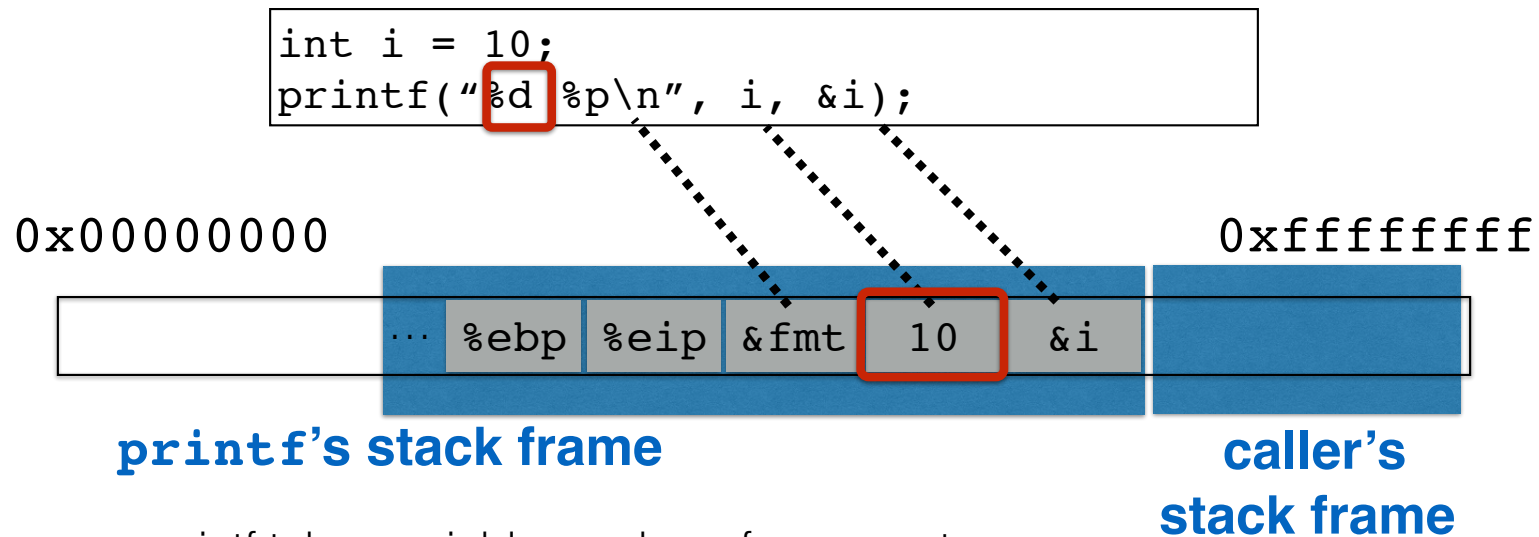 int i = 10;
printf("%d %p\n", i, &i);
0x00000000 0xffffffff
... %ebp %eip &fmt 10 &i
printf's stack frame
caller's
stack frame